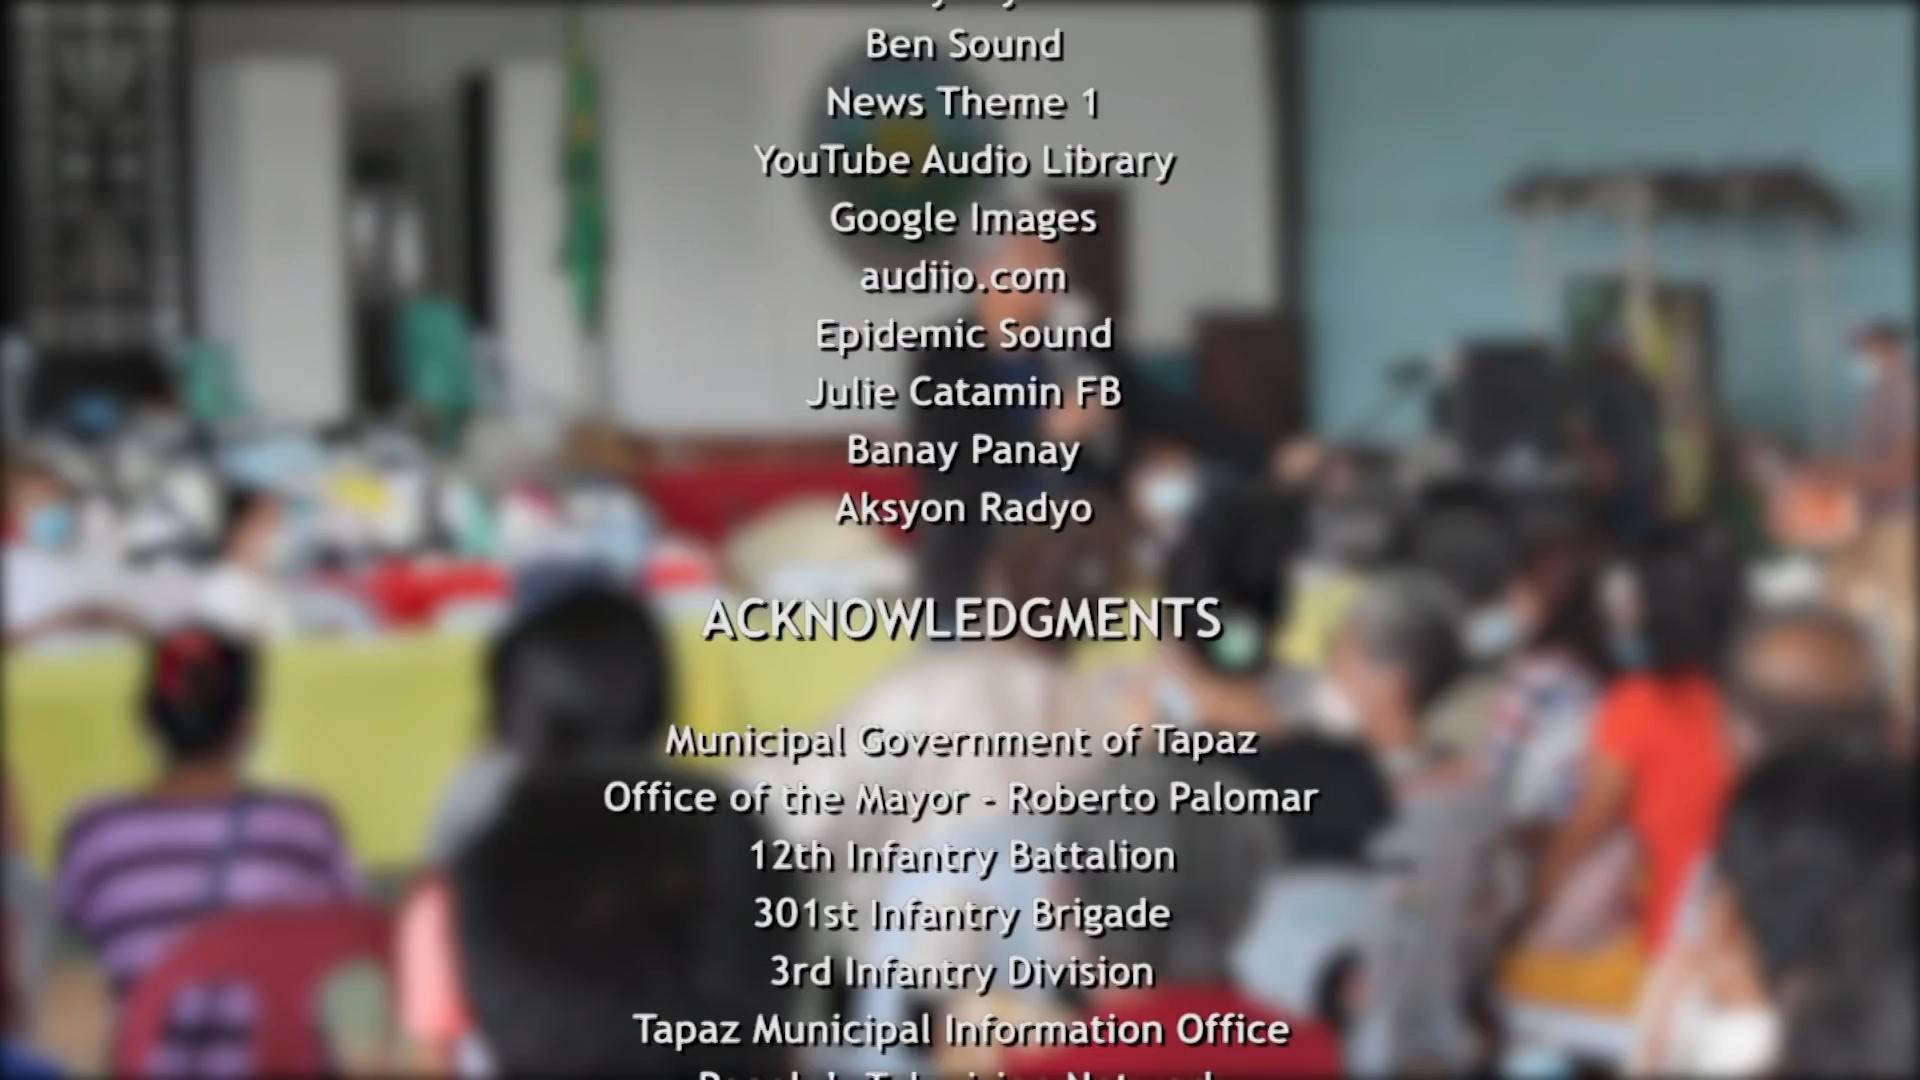 Ben Sound
News Theme 1
YouTube Audio Library
Google Images
audiio.com
Epidemic Sound
Julie Catamin FB
Banay Panay
Aksyon Radyo
ACKNOWLEDGMENTS
Municipal Government of Tapaz
Office of the Mayor - Roberto Palomar
12th Infantry Battalion
301st Infantry Brigade
3rd Infantry Division
Tapaz Municipal Information Office